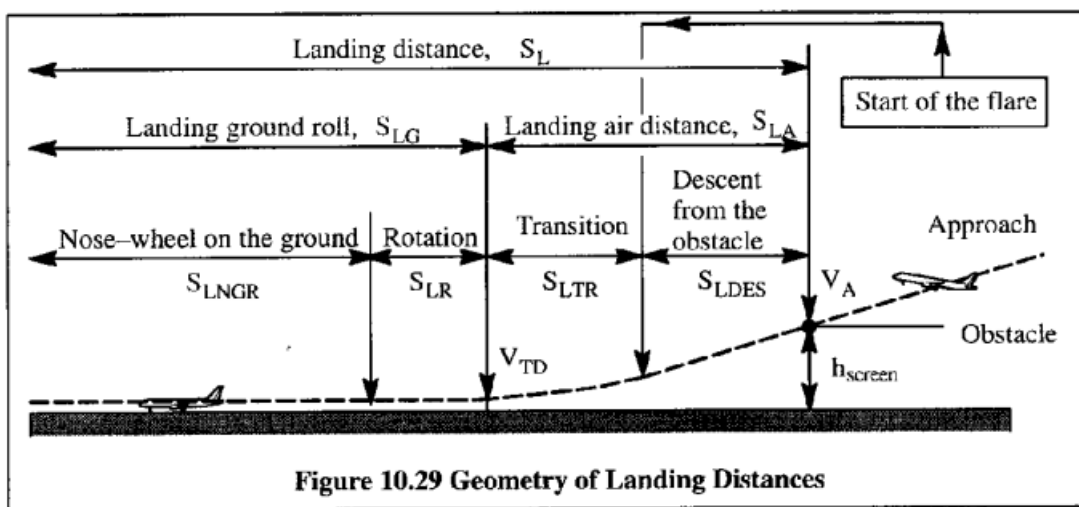 Landing distance, S_L
Start of the flare
Landing ground roll, S_LG
Landing air distance, S_LA
Descent
from the
obstacle
Nose–wheel on the ground
Rotation
Transition
Approach
S_LNGR
S_LR
S_LTR
S_LDES
V_A
Obstacle
V_TD
h_screen
Figure 10.29 Geometry of Landing Distances